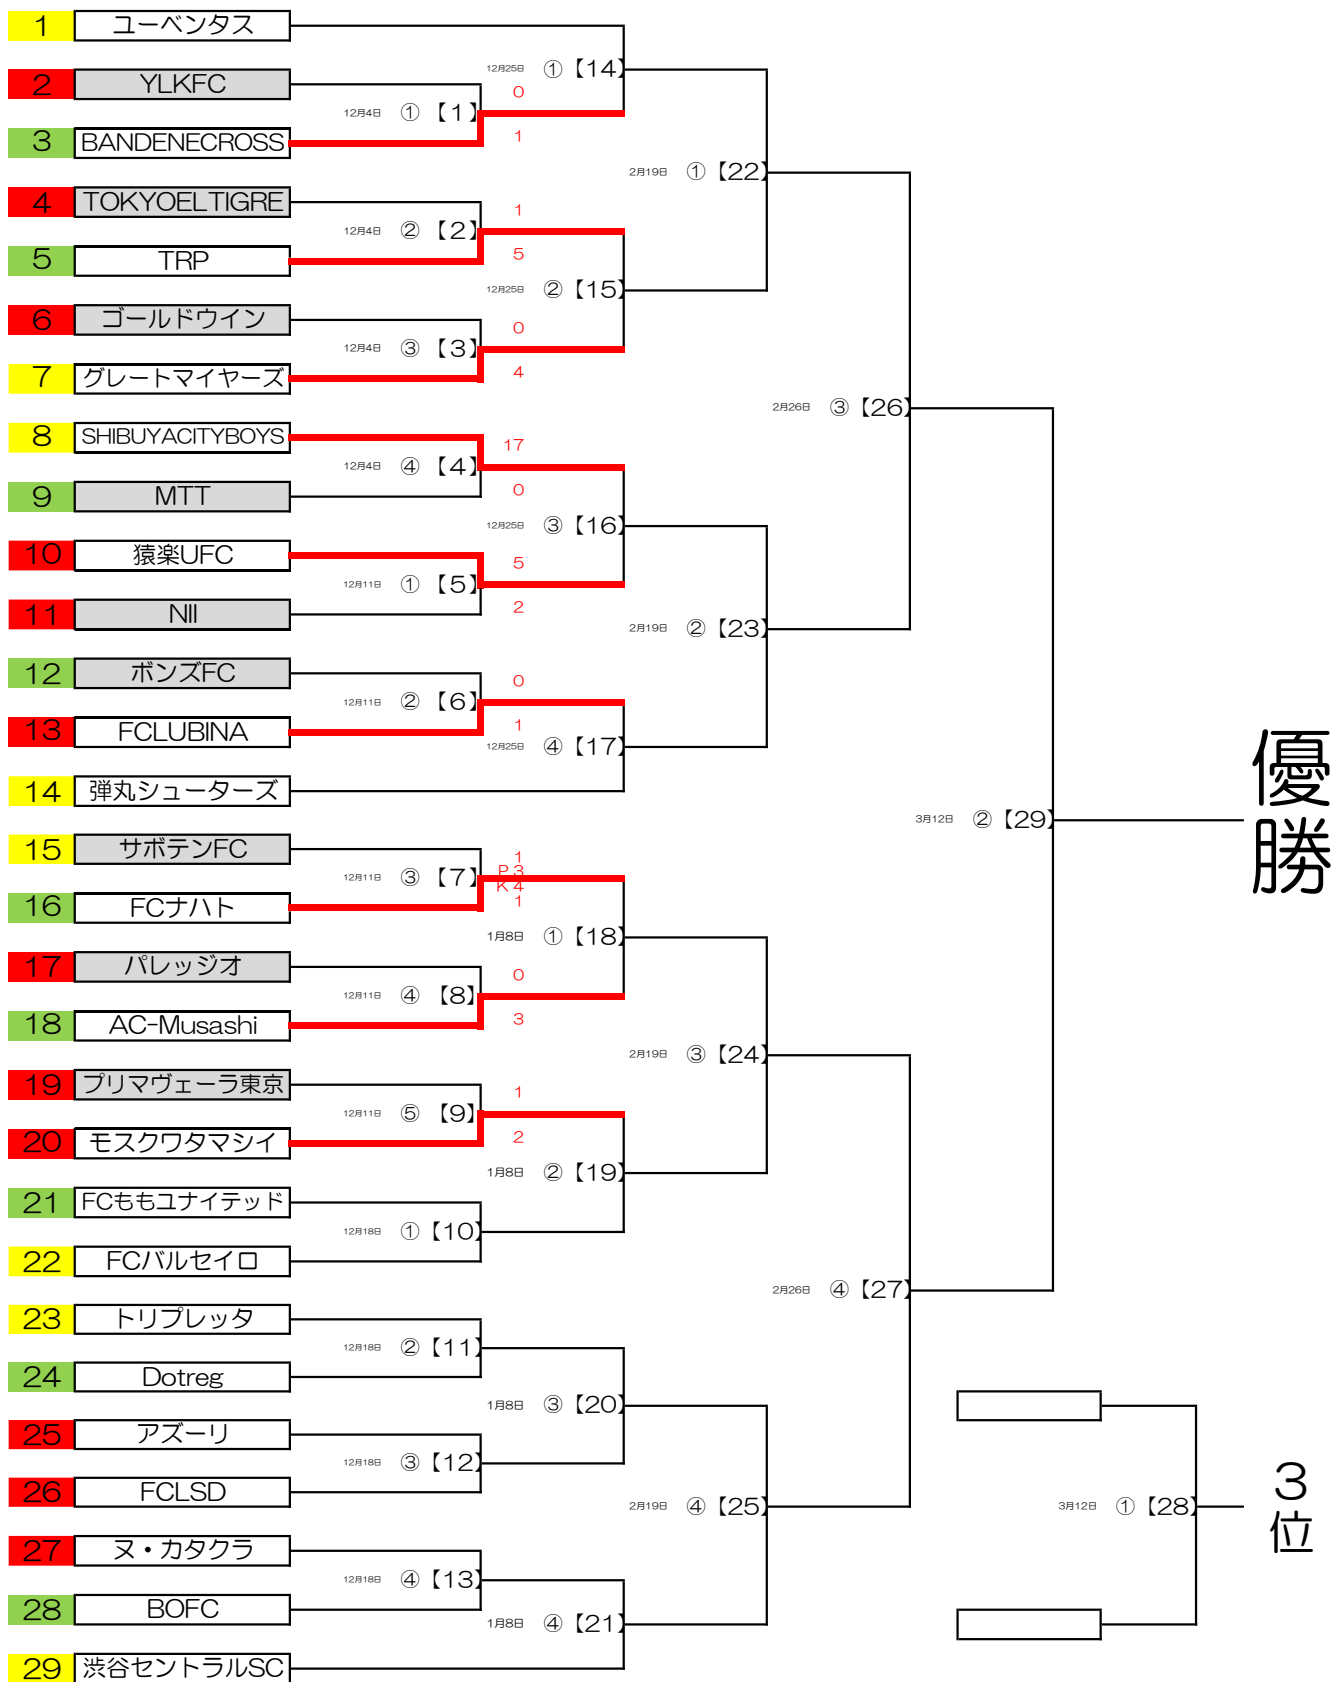 1 ユーベンタス
12月25日 ① 【14】
2 YLKFC
0
12月4日 ① 【1】
3 BANDENECROSS
1
2月19日 ① 【22】
4 TOKYOELTIGRE
1
12月4日 ② 【2】
5 TRP
5
12月25日 ② 【15】
6 ゴールドウイン
0
12月4日 ③ 【3】
7 グレートマイヤーズ
4
2月26日 ③ 【26】
8 SHIBUYACITYBOYS
17
12月4日 ④ 【4】
9 MTT
0
12月25日 ③ 【16】
10 猿楽UFC
5
12月11日 ① 【5】
11 NII
2
2月19日 ② 【23】
12 ボンズFC
0
12月11日 ② 【6】
13 FCLUBINA
1
12月25日 ④ 【17】
14 弾丸シューターズ
優勝
3月12日 ② 【29】
15 サボテンFC
1
P 3
12月11日 ③ 【7】
K 4
16 FCナハト
1
1月8日 ① 【18】
17 パレッジオ
0
12月11日 ④ 【8】
18 AC-Musashi
3
2月19日 ③ 【24】
19 プリマヴェーラ東京
1
12月11日 ⑤ 【9】
20 モスクワタマシイ
2
1月8日 ② 【19】
21 FCももユナイテッド
12月18日 ① 【10】
22 FCバルセイロ
2月26日 ④ 【27】
23 トリプレッタ
12月18日 ② 【11】
24 Dotreg
1月8日 ③ 【20】
25 アズーリ
12月18日 ③ 【12】
26 FCLSD
2月19日 ④ 【25】
3月12日 ① 【28】
3位
27 ヌ・カタクラ
12月18日 ④ 【13】
28 BOFC
1月8日 ④ 【21】
29 渋谷セントラルSC